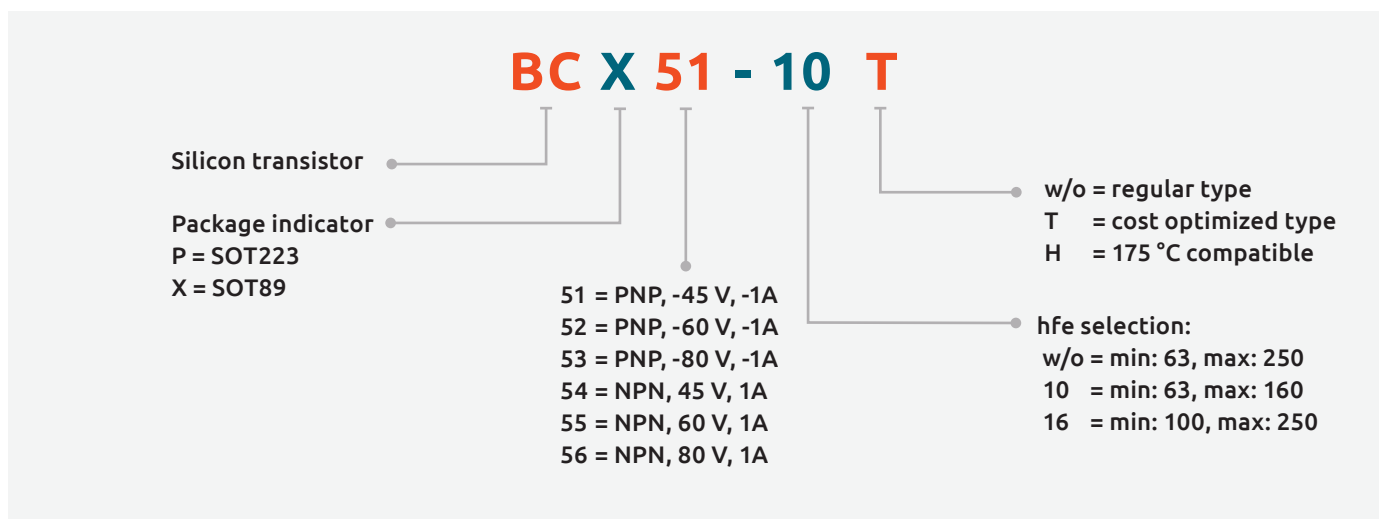 BC X 51 - 10 T
Silicon transistor
Package indicator
P = SOT223
X = SOT89
51 = PNP, -45 V, -1A
52 = PNP, -60 V, -1A
53 = PNP, -80 V, -1A
54 = NPN, 45 V, 1A
55 = NPN, 60 V, 1A
56 = NPN, 80 V, 1A
w/o = regular type
T = cost optimized type
H = 175 °C compatible
hfe selection:
w/o = min: 63, max: 250
10 = min: 63, max: 160
16 = min: 100, max: 250